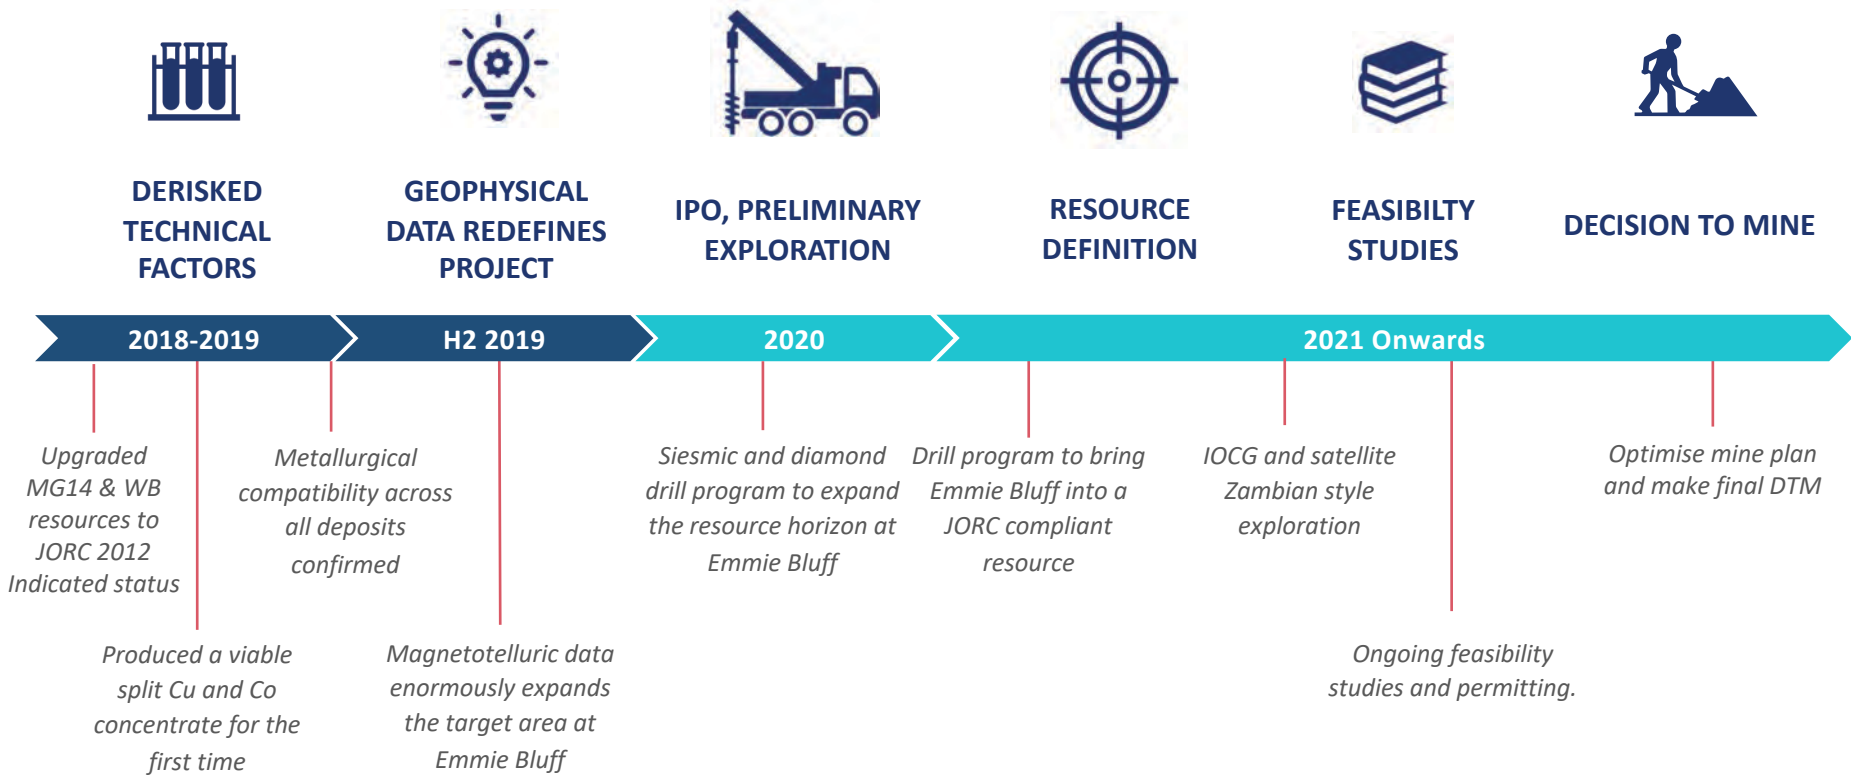 DERISKED
TECHNICAL
FACTORS
GEOPHYSICAL
DATA REDEFINES
PROJECT
IPO, PRELIMINARY
EXPLORATION
RESOURCE
DEFINITION
FEASIBILTY
STUDIES
DECISION TO MINE
2018-2019
H2 2019
2020
2021 Onwards
Upgraded
MG14 & WB
resources to
JORC 2012
Indicated status
Produced a viable
split Cu and Co
concentrate for the
first time
Metallurgical
compatibility across
all deposits
confirmed
Magnetotelluric data
enormously expands
the target area at
Emmie Bluff
Siesmic and diamond
drill program to expand
the resource horizon at
Emmie Bluff
Drill program to bring
Emmie Bluff into a
JORC compliant
resource
IOCG and satellite
Zambian style
exploration
Ongoing feasibility
studies and permitting.
Optimise mine plan
and make final DTM